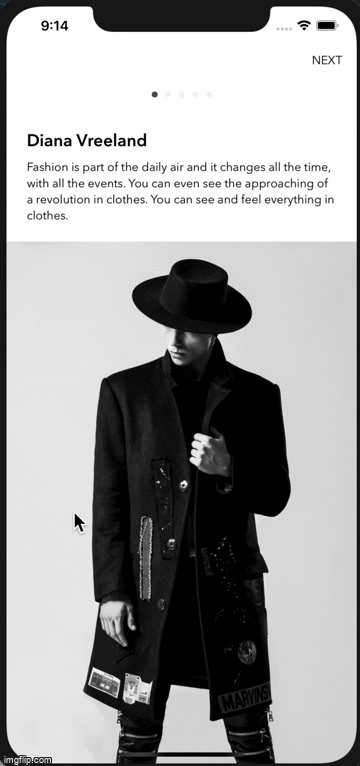 9:14
NEXT
Diana Vreeland
Fashion is part of the daily air and it changes all the time,
with all the events. You can even see the approaching of
a revolution in clothes. You can see and feel everything in
clothes.
MARVINS
imgflip.com